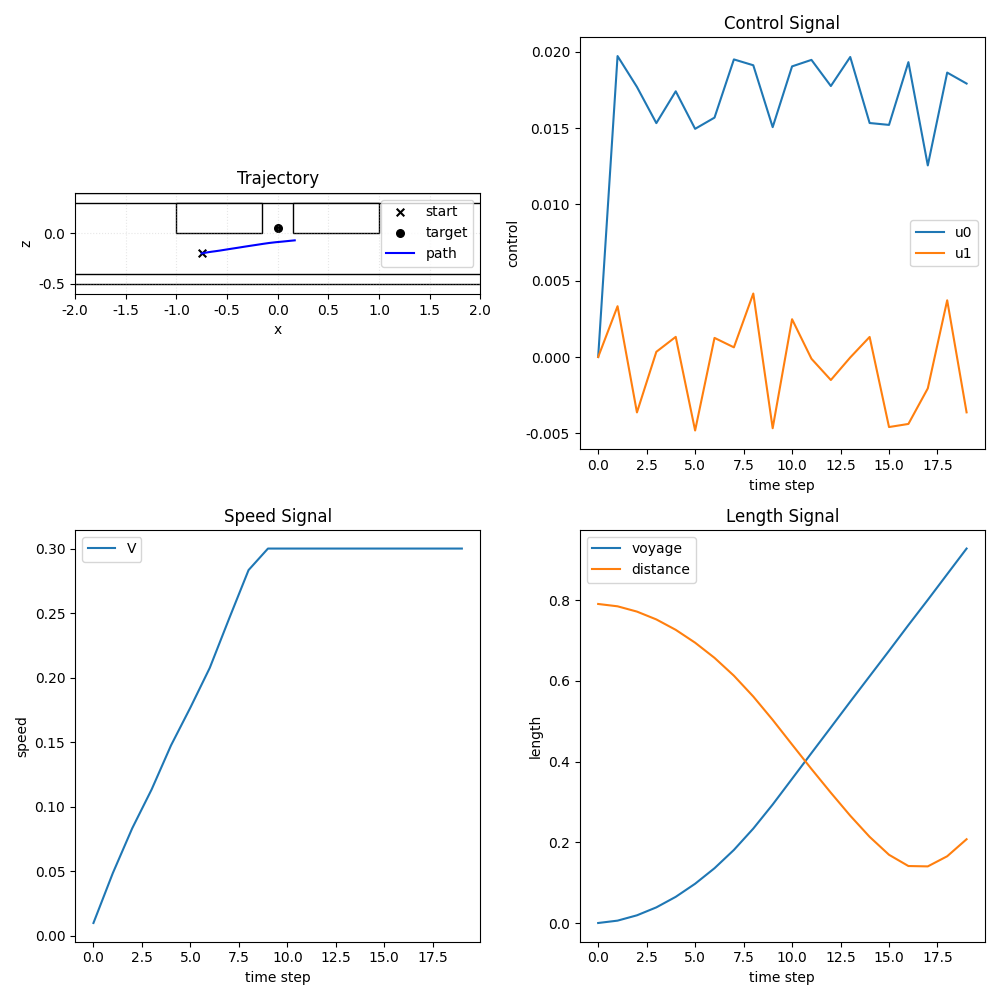 Trajectory
0.0
-0.5
-2.0 -1.5 -1.0 -0.5 0.0 0.5 1.0 1.5 2.0
x
z
start
target
path
Control Signal
0.020
0.015
0.010
0.005
0.000
-0.005
0.0 2.5 5.0 7.5 10.0 12.5 15.0 17.5
time step
control
u0
u1
Speed Signal
0.30
0.25
0.20
0.15
0.10
0.05
0.00
0.0 2.5 5.0 7.5 10.0 12.5 15.0 17.5
time step
speed
V
Length Signal
0.8
0.6
0.4
0.2
0.0
0.0 2.5 5.0 7.5 10.0 12.5 15.0 17.5
time step
length
voyage
distance